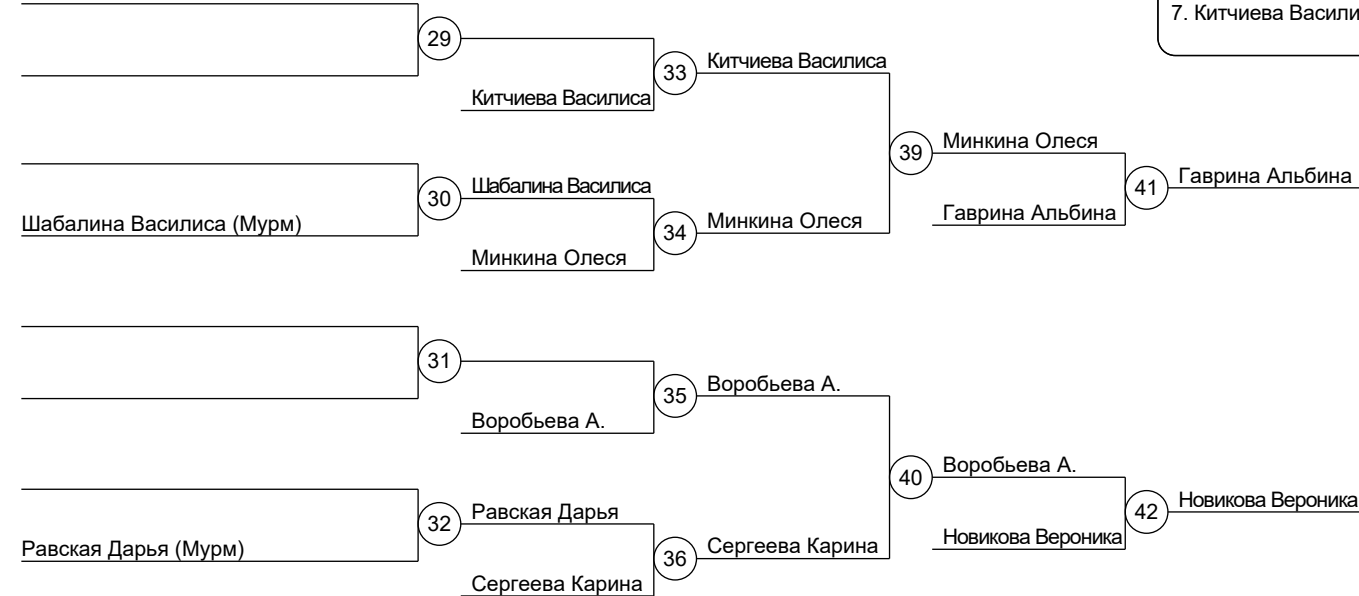 7. Китчиева Васили
29
33
Китчиева Василиса
Китчиева Василиса
39
Минкина Олеся
41
Гаврина Альбина
Гаврина Альбина
30
Шабалина Василиса
Шабалина Василиса (Мурм)
34
Минкина Олеся
Минкина Олеся
31
35
Воробьева А.
Воробьева А.
40
Воробьева А.
42
Новикова Вероника
Новикова Вероника
32
Равская Дарья
Равская Дарья (Мурм)
36
Сергеева Карина
Сергеева Карина